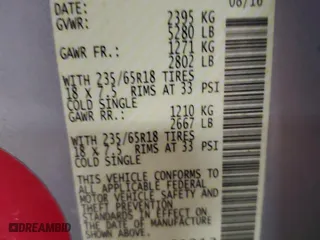 DATE: 08/16
GVWR: 2395 KG
5280 LB
GAWR FR.: 1271 KG
2802 LB
WITH 235/65R18 TIRES
18 X 7.5 RIMS AT 33 PSI
COLD SINGLE
GAWR RR.: 1210 KG
2667 LB
WITH 235/65R18 TIRES
18 X 7.5 RIMS AT 33 PSI
COLD SINGLE
THIS VEHICLE CONFORMS TO
ALL APPLICABLE FEDERAL
MOTOR VEHICLE SAFETY AND
THEFT PREVENTION
STANDARDS IN EFFECT ON
THE DATE OF MANUFACTURE
SHOWN ABOVE.
DREAMBID